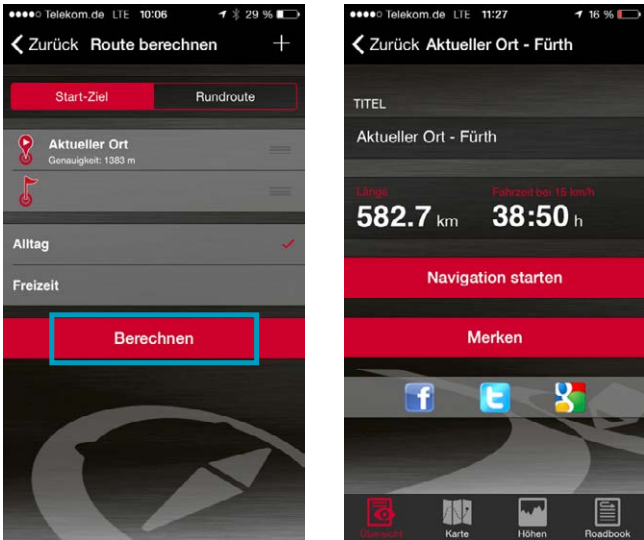 Telekom.de LTE 10:06 29 %
Zurück Route berechnen +
Start-Ziel Rundroute
Aktueller Ort
Genauigkeit: 1383 m
Alltag
Freizeit
Berechnen
Telekom.de LTE 11:27 16 %
Zurück Aktueller Ort - Fürth
TITEL
Aktueller Ort - Fürth
Länge Fahrzeit bei 15 km/h
582.7 km 38:50 h
Navigation starten
Merken
Übersicht Karte Höhen Roadbook